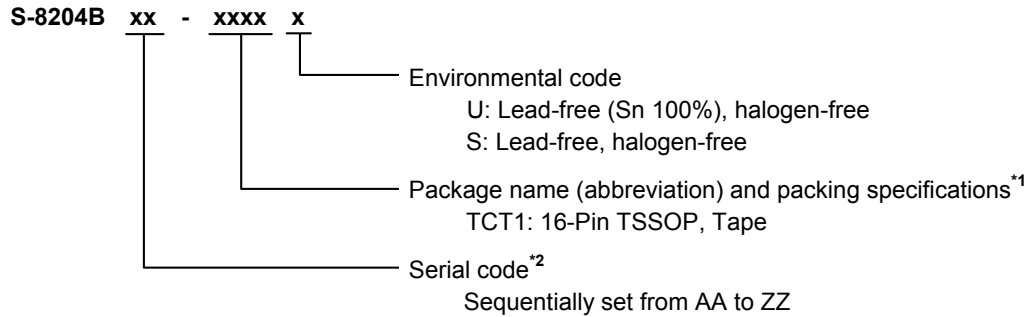 S-8204B xx - xxxx x
Environmental code
U: Lead-free (Sn 100%), halogen-free
S: Lead-free, halogen-free
Package name (abbreviation) and packing specifications*1
TCT1: 16-Pin TSSOP, Tape
Serial code*2
Sequentially set from AA to ZZ